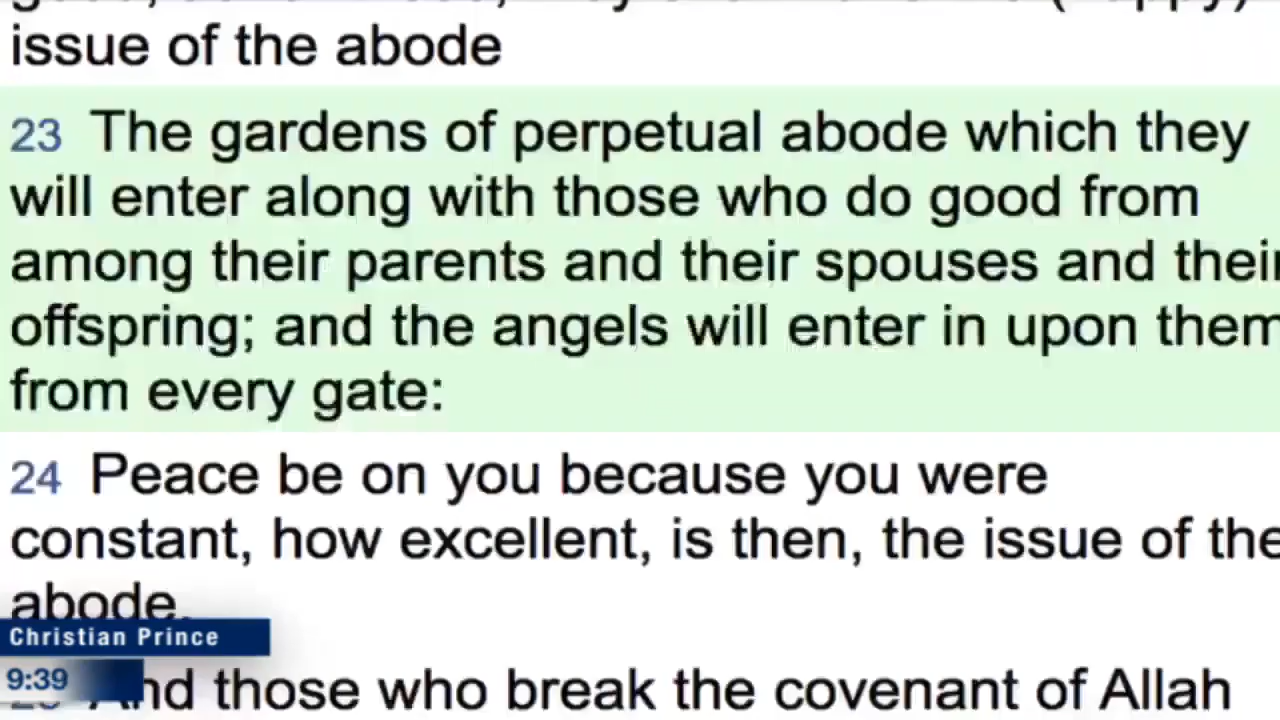 issue of the abode
23 The gardens of perpetual abode which they
will enter along with those who do good from
among their parents and their spouses and their
offspring; and the angels will enter in upon them
from every gate:
24 Peace be on you because you were
constant, how excellent, is then, the issue of the
abode.
Christian Prince
9:39
And those who break the covenant of Allah